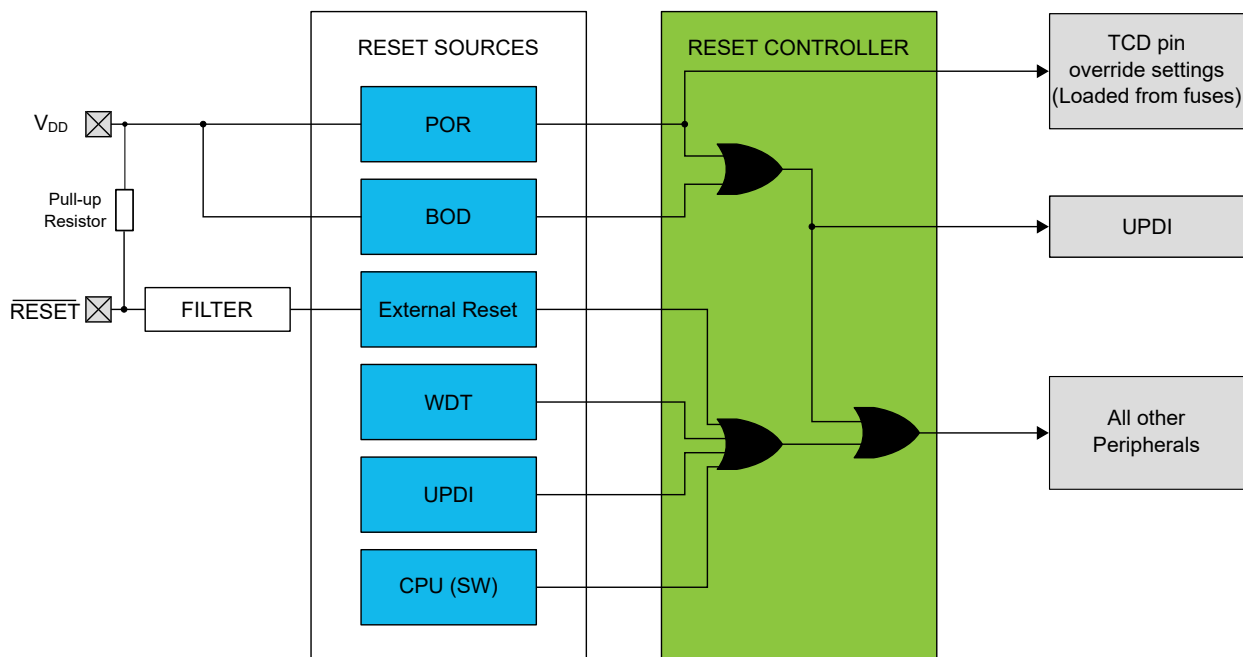 RESET SOURCES
RESET CONTROLLER
TCD pin
override settings
(Loaded from fuses)
VDD
POR
Pull-up
Resistor
BOD
UPDI
RESET
FILTER
External Reset
WDT
All other
Peripherals
UPDI
CPU (SW)